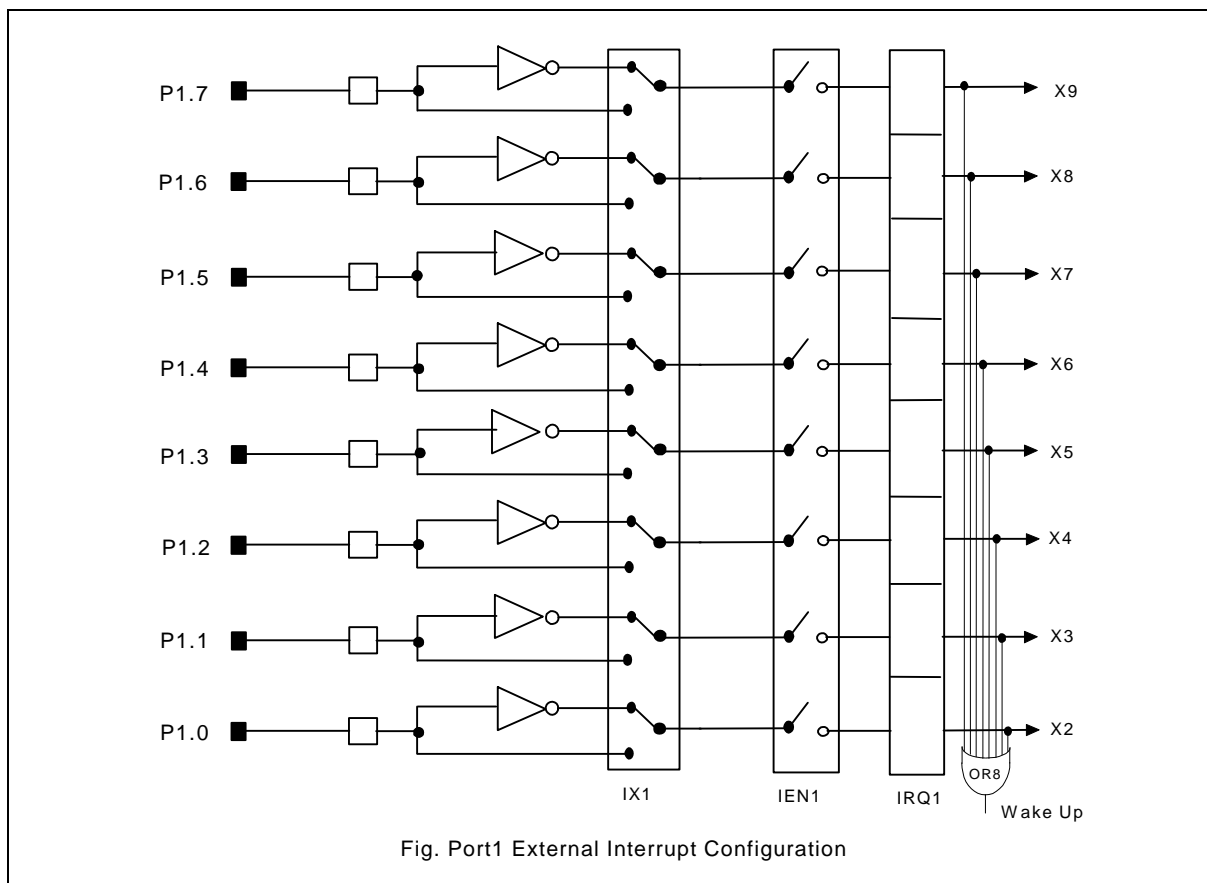 P1.7
X9
P1.6
X8
P1.5
X7
P1.4
X6
P1.3
X5
P1.2
X4
P1.1
X3
P1.0
X2
OR8
IX1
IEN1
IRQ1
Wake Up
Fig. Port1 External Interrupt Configuration